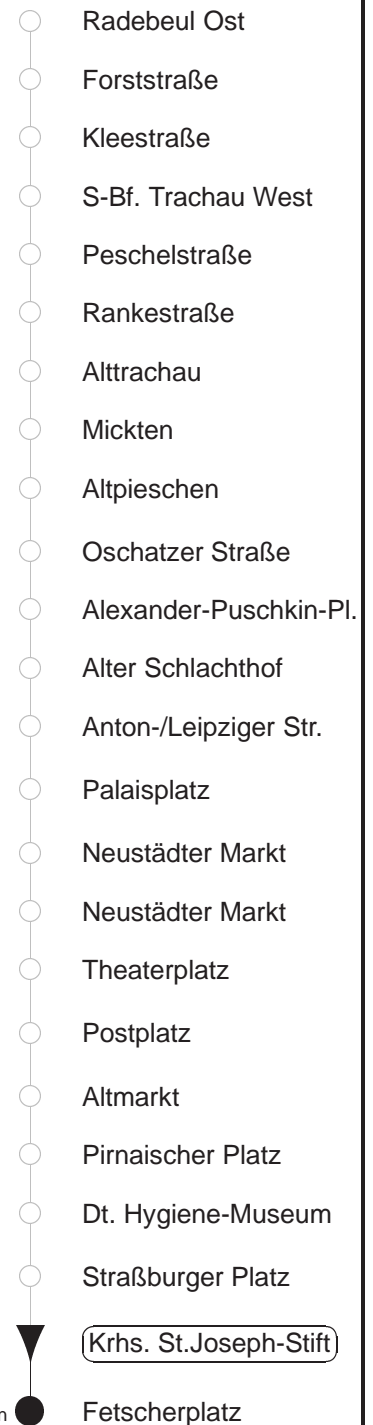 Radebeul Ost
Forststraße
Kleestraße
S-Bf. Trachau West
Peschelstraße
Rankestraße
Alttrachau
Mickten
Altpieschen
Oschatzer Straße
Alexander-Puschkin-Pl.
Alter Schlachthof
Anton-/Leipziger Str.
Palaisplatz
Neustädter Markt
Neustädter Markt
Theaterplatz
Postplatz
Altmarkt
Pirnaischer Platz
Dt. Hygiene-Museum
Straßburger Platz
Krhs. St.Joseph-Stift
Fetscherplatz